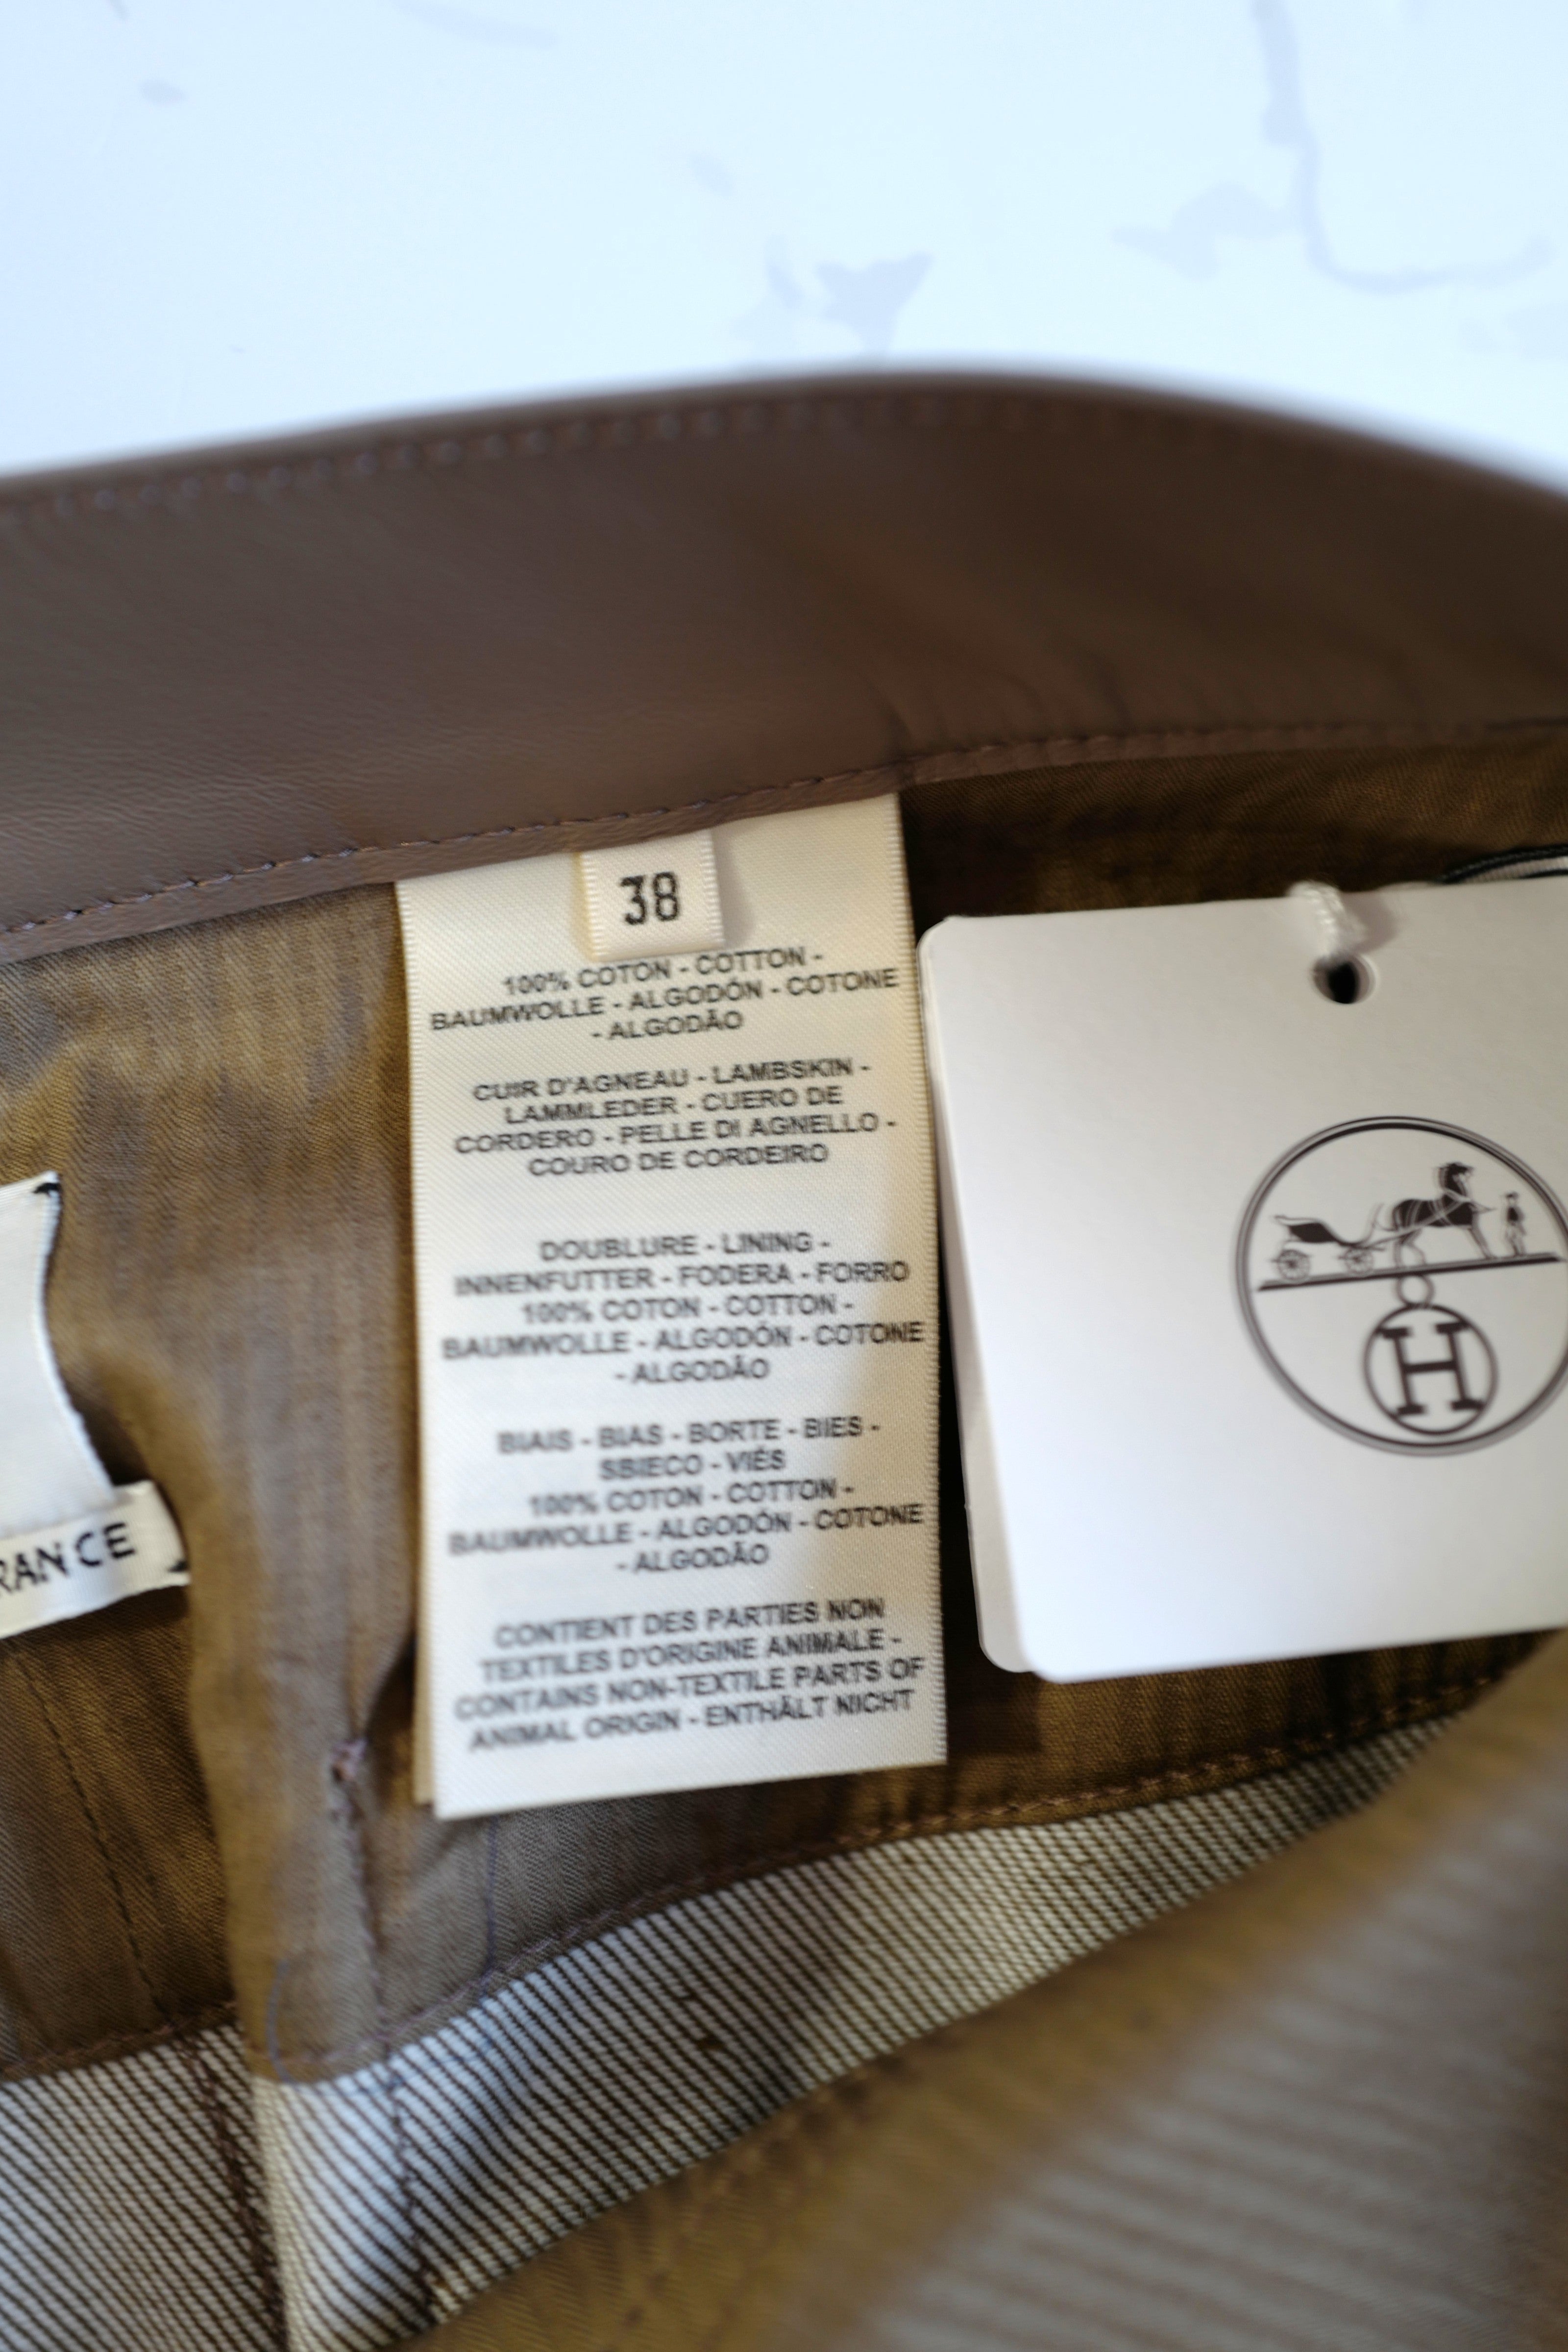 38
100% COTON - COTTON -
BAUMWOLLE - ALGODÓN - COTONE
- ALGODÃO
CUIR D'AGNEAU - LAMBSKIN -
LAMMLEDER - CUERO DE
CORDERO - PELLE DI AGNELLO -
COURO DE CORDEIRO
DOUBLURE - LINING -
INNENFUTTER - FODERA - FORRO
100% COTON - COTTON -
BAUMWOLLE - ALGODÓN - COTONE
- ALGODÃO
BIAIS - BIAS - BORTE - BIES -
SBIECO - VIÉS
100% COTON - COTTON -
BAUMWOLLE - ALGODÓN - COTONE
- ALGODÃO
CONTIENT DES PARTIES NON
TEXTILES D'ORIGINE ANIMALE -
CONTAINS NON-TEXTILE PARTS OF
ANIMAL ORIGIN - ENTHÄLT NICHT
RANCE
H